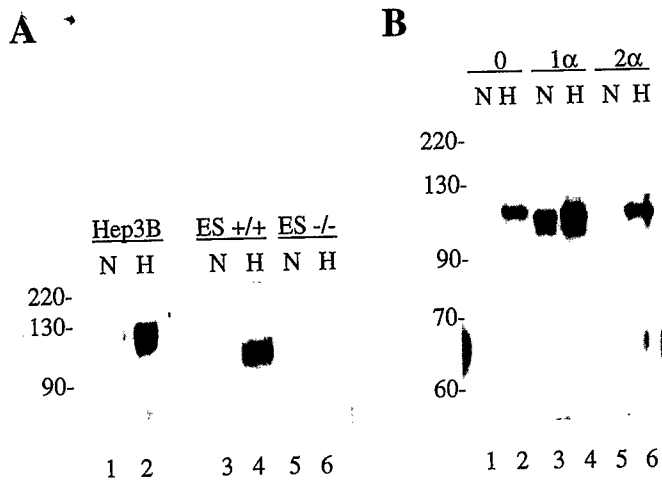 A
Hep3B ES +/+ ES -/-
N H N H N H
220-
130-
90-
1 2 3 4 5 6
B
0 1α 2α
N H N H N H
220-
130-
90-
70-
60-
1 2 3 4 5 6